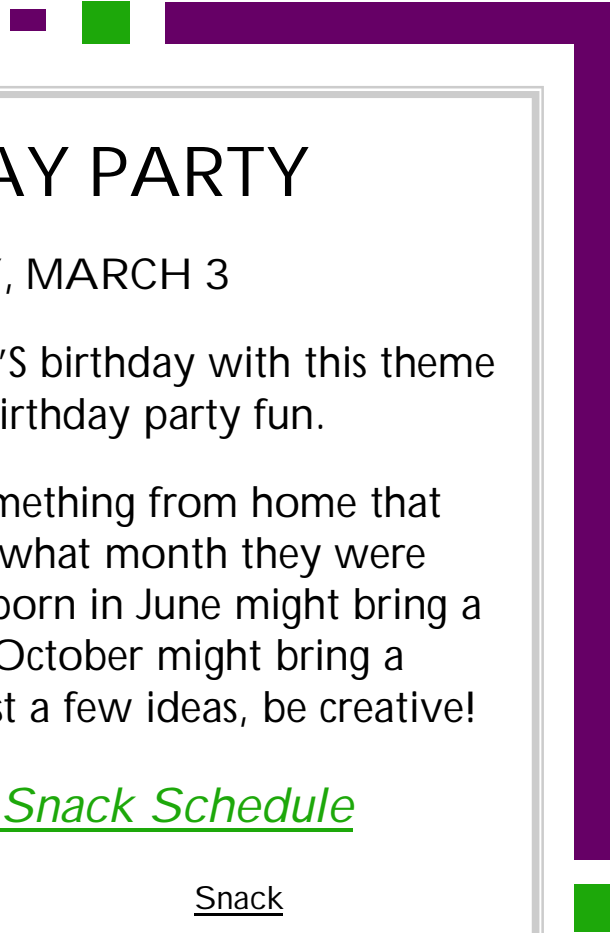 AY PARTY
, MARCH 3
'S birthday with this theme
irthday party fun.
mething from home that
what month they were
born in June might bring a
October might bring a
st a few ideas, be creative!
Snack Schedule
Snack